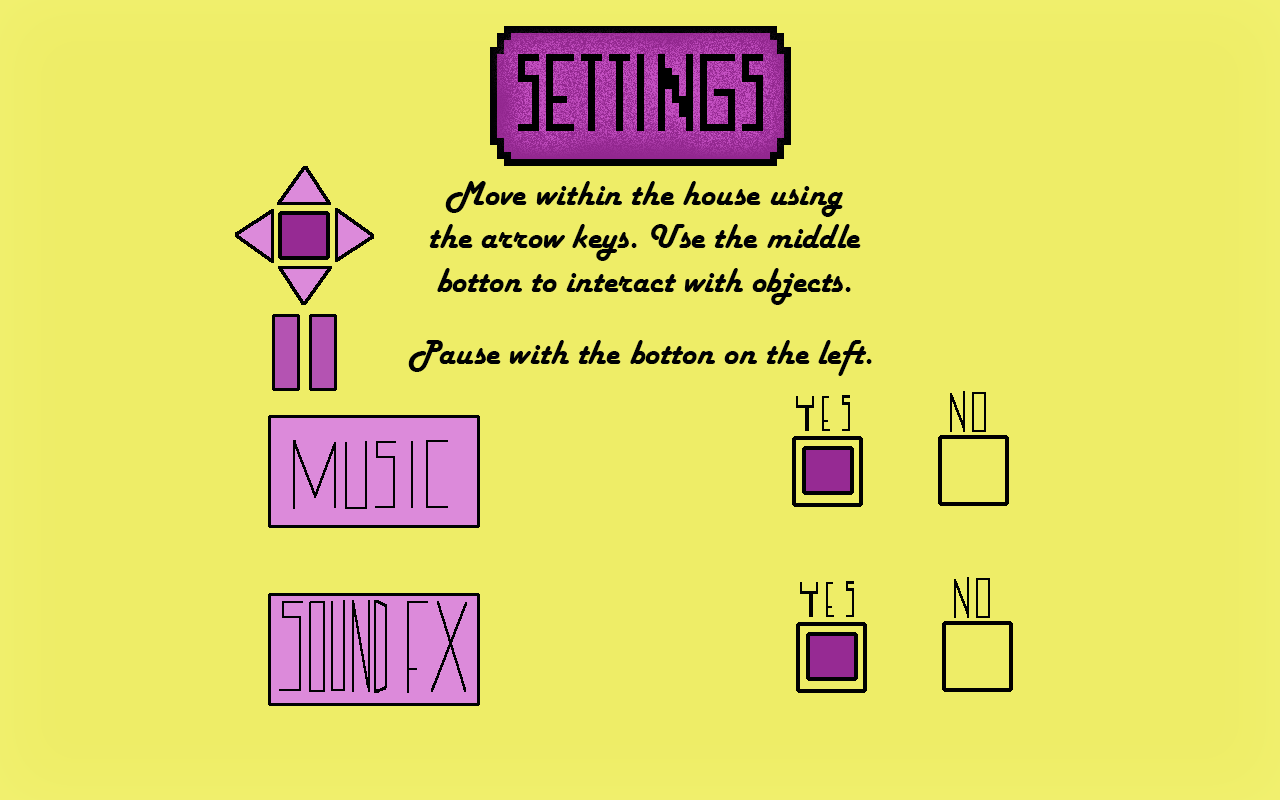 SETTINGS
Move within the house using
the arrow keys. Use the middle
botton to interact with objects.
Pause with the botton on the left.
YES NO
MUSIC
YES NO
SOUND FX